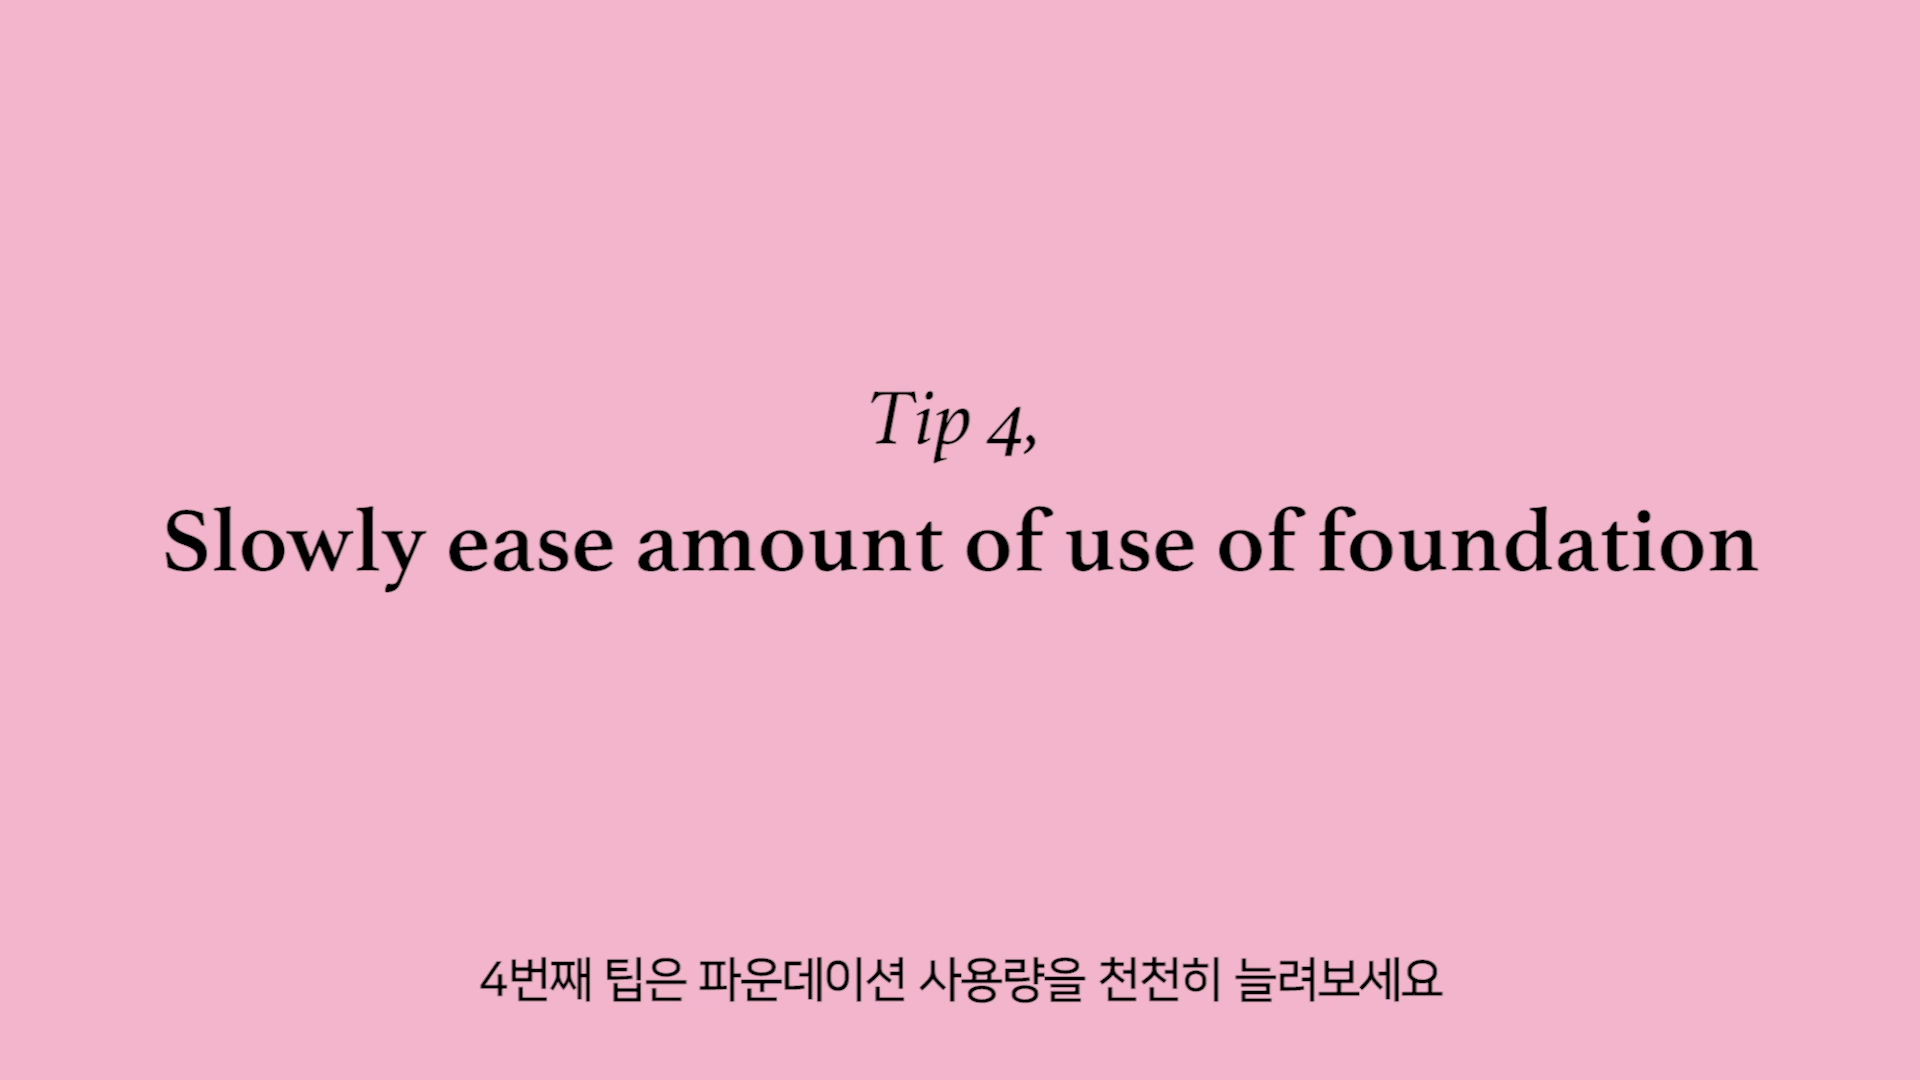 Tip 4,
Slowly ease amount of use of foundation
4번째 팁은 파운데이션 사용량을 천천히 늘려보세요